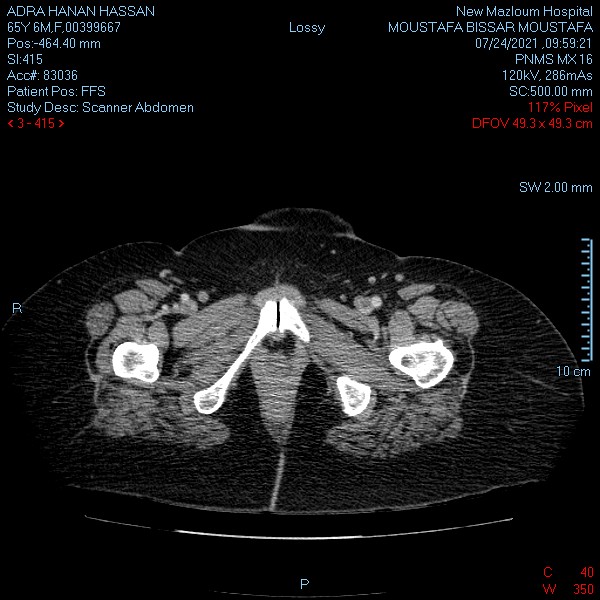 ADRA HANAN HASSAN
65Y 6M,F,00399667
Pos:-464.40 mm
SI:415
Acc#: 83036
Patient Pos: FFS
Study Desc: Scanner Abdomen
< 3 - 415 >
Lossy
New Mazloum Hospital
MOUSTAFA BISSAR MOUSTAFA
07/24/2021 ,09:59:21
PNMS MX 16
120kV, 286mAs
SC:500.00 mm
117% Pixel
DFOV 49.3 x 49.3 cm
SW 2.00 mm
R
10 cm
P
C 40
W 350